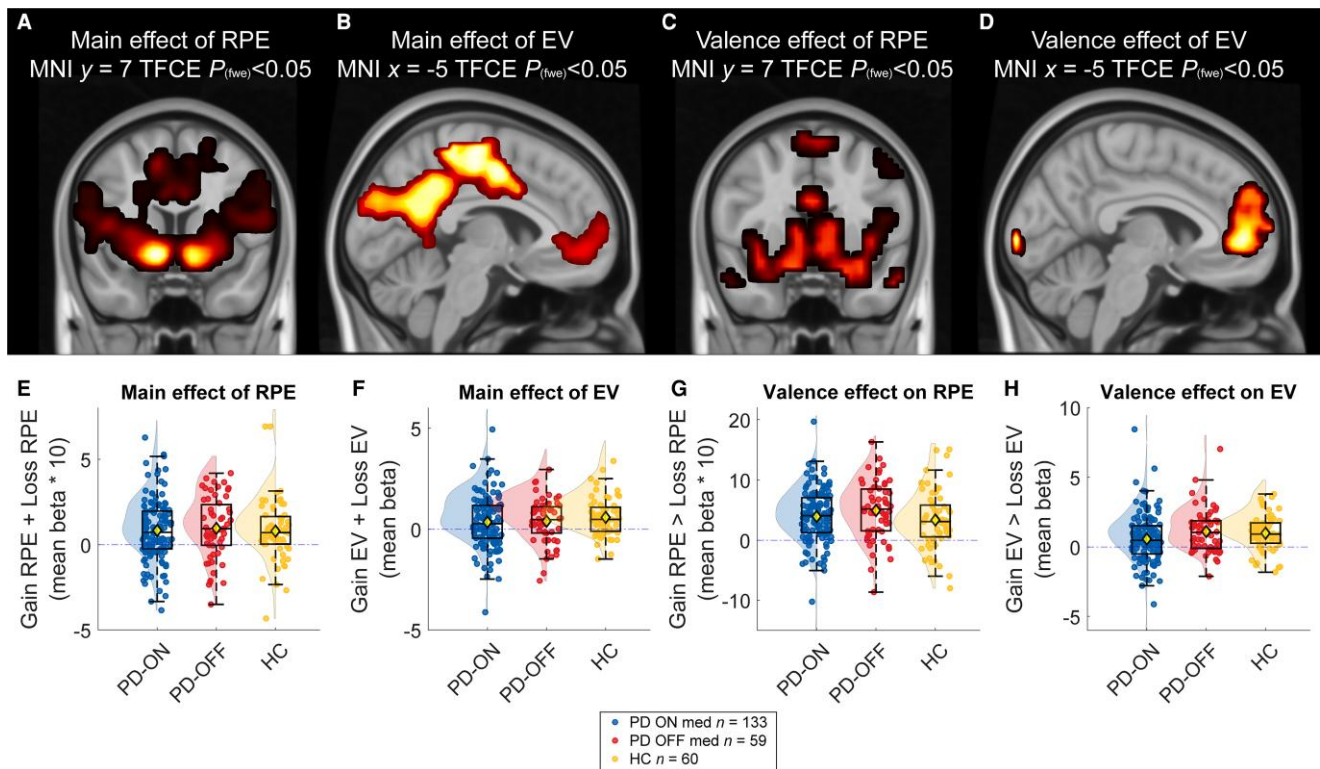 A
Main effect of RPE
MNI y = 7 TFCE P(fwe)<0.05
B
Main effect of EV
MNI x = -5 TFCE P(fwe)<0.05
C
Valence effect of RPE
MNI y = 7 TFCE P(fwe)<0.05
D
Valence effect of EV
MNI x = -5 TFCE P(fwe)<0.05
E
Main effect of RPE
Gain RPE + Loss RPE
(mean beta * 10)
5
0
-5
PD-ON
PD-OFF
HC
F
Main effect of EV
Gain EV + Loss EV
(mean beta)
5
0
-5
PD-ON
PD-OFF
HC
G
Valence effect on RPE
Gain RPE > Loss RPE
(mean beta * 10)
20
10
0
-10
PD-ON
PD-OFF
HC
H
Valence effect on EV
Gain EV > Loss EV
(mean beta)
10
5
0
-5
PD-ON
PD-OFF
HC
PD ON med n = 133
PD OFF med n = 59
HC n = 60